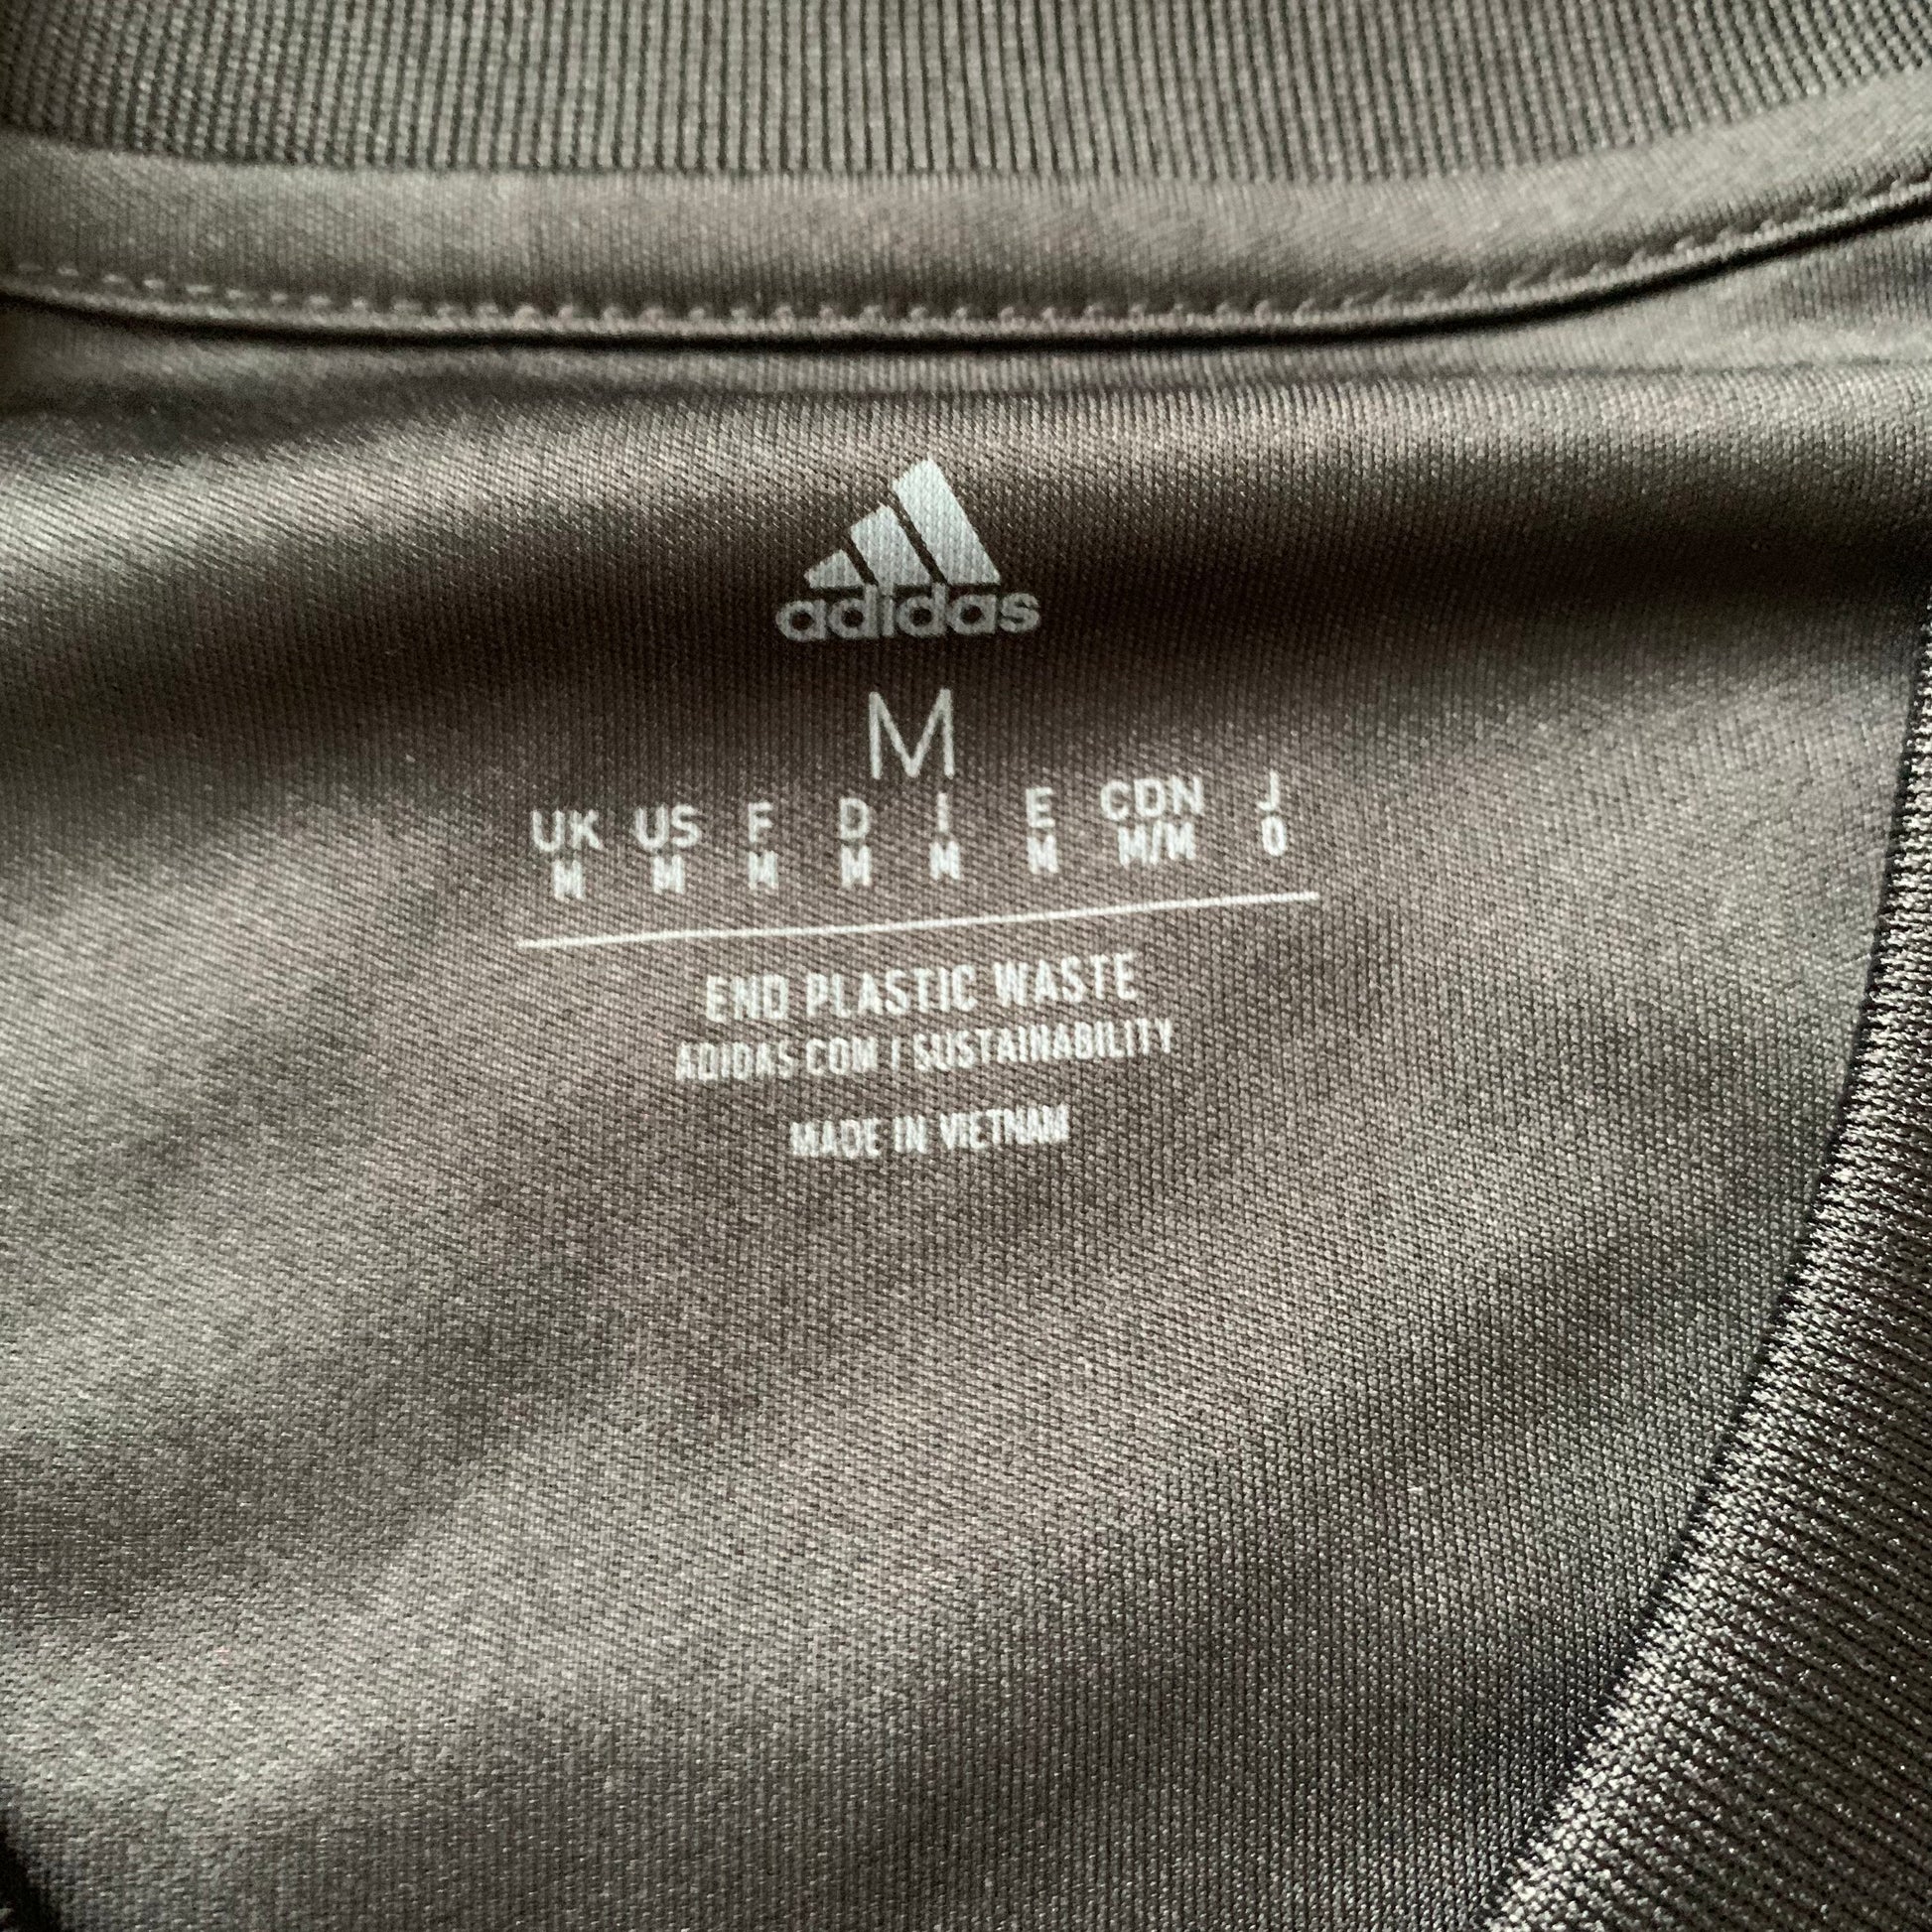 adidas
M
UK US F D I E CDN J
M M M M M M M/M O
END PLASTIC WASTE
ADIDAS.COM / SUSTAINABILITY
MADE IN VIETNAM